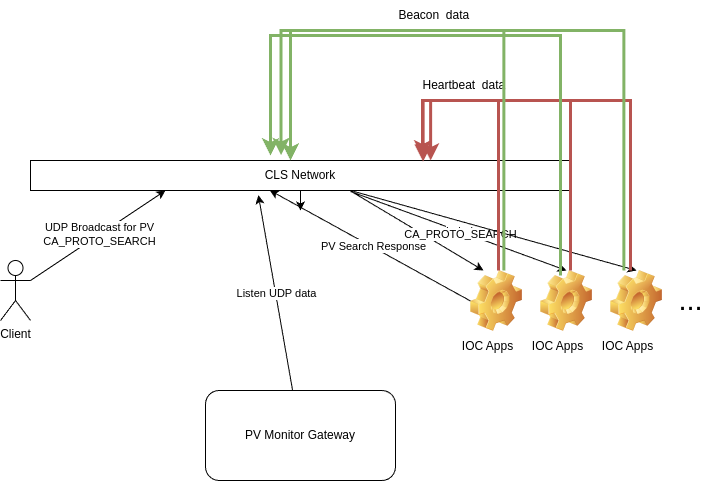 Beacon  data
Heartbeat  data
CLS Network
UDP Broadcast for PV
CA_PROTO_SEARCH
CA_PROTO_SEARCH
PV Search Response
Listen UDP data
Client
IOC Apps
IOC Apps
IOC Apps
...
PV Monitor Gateway